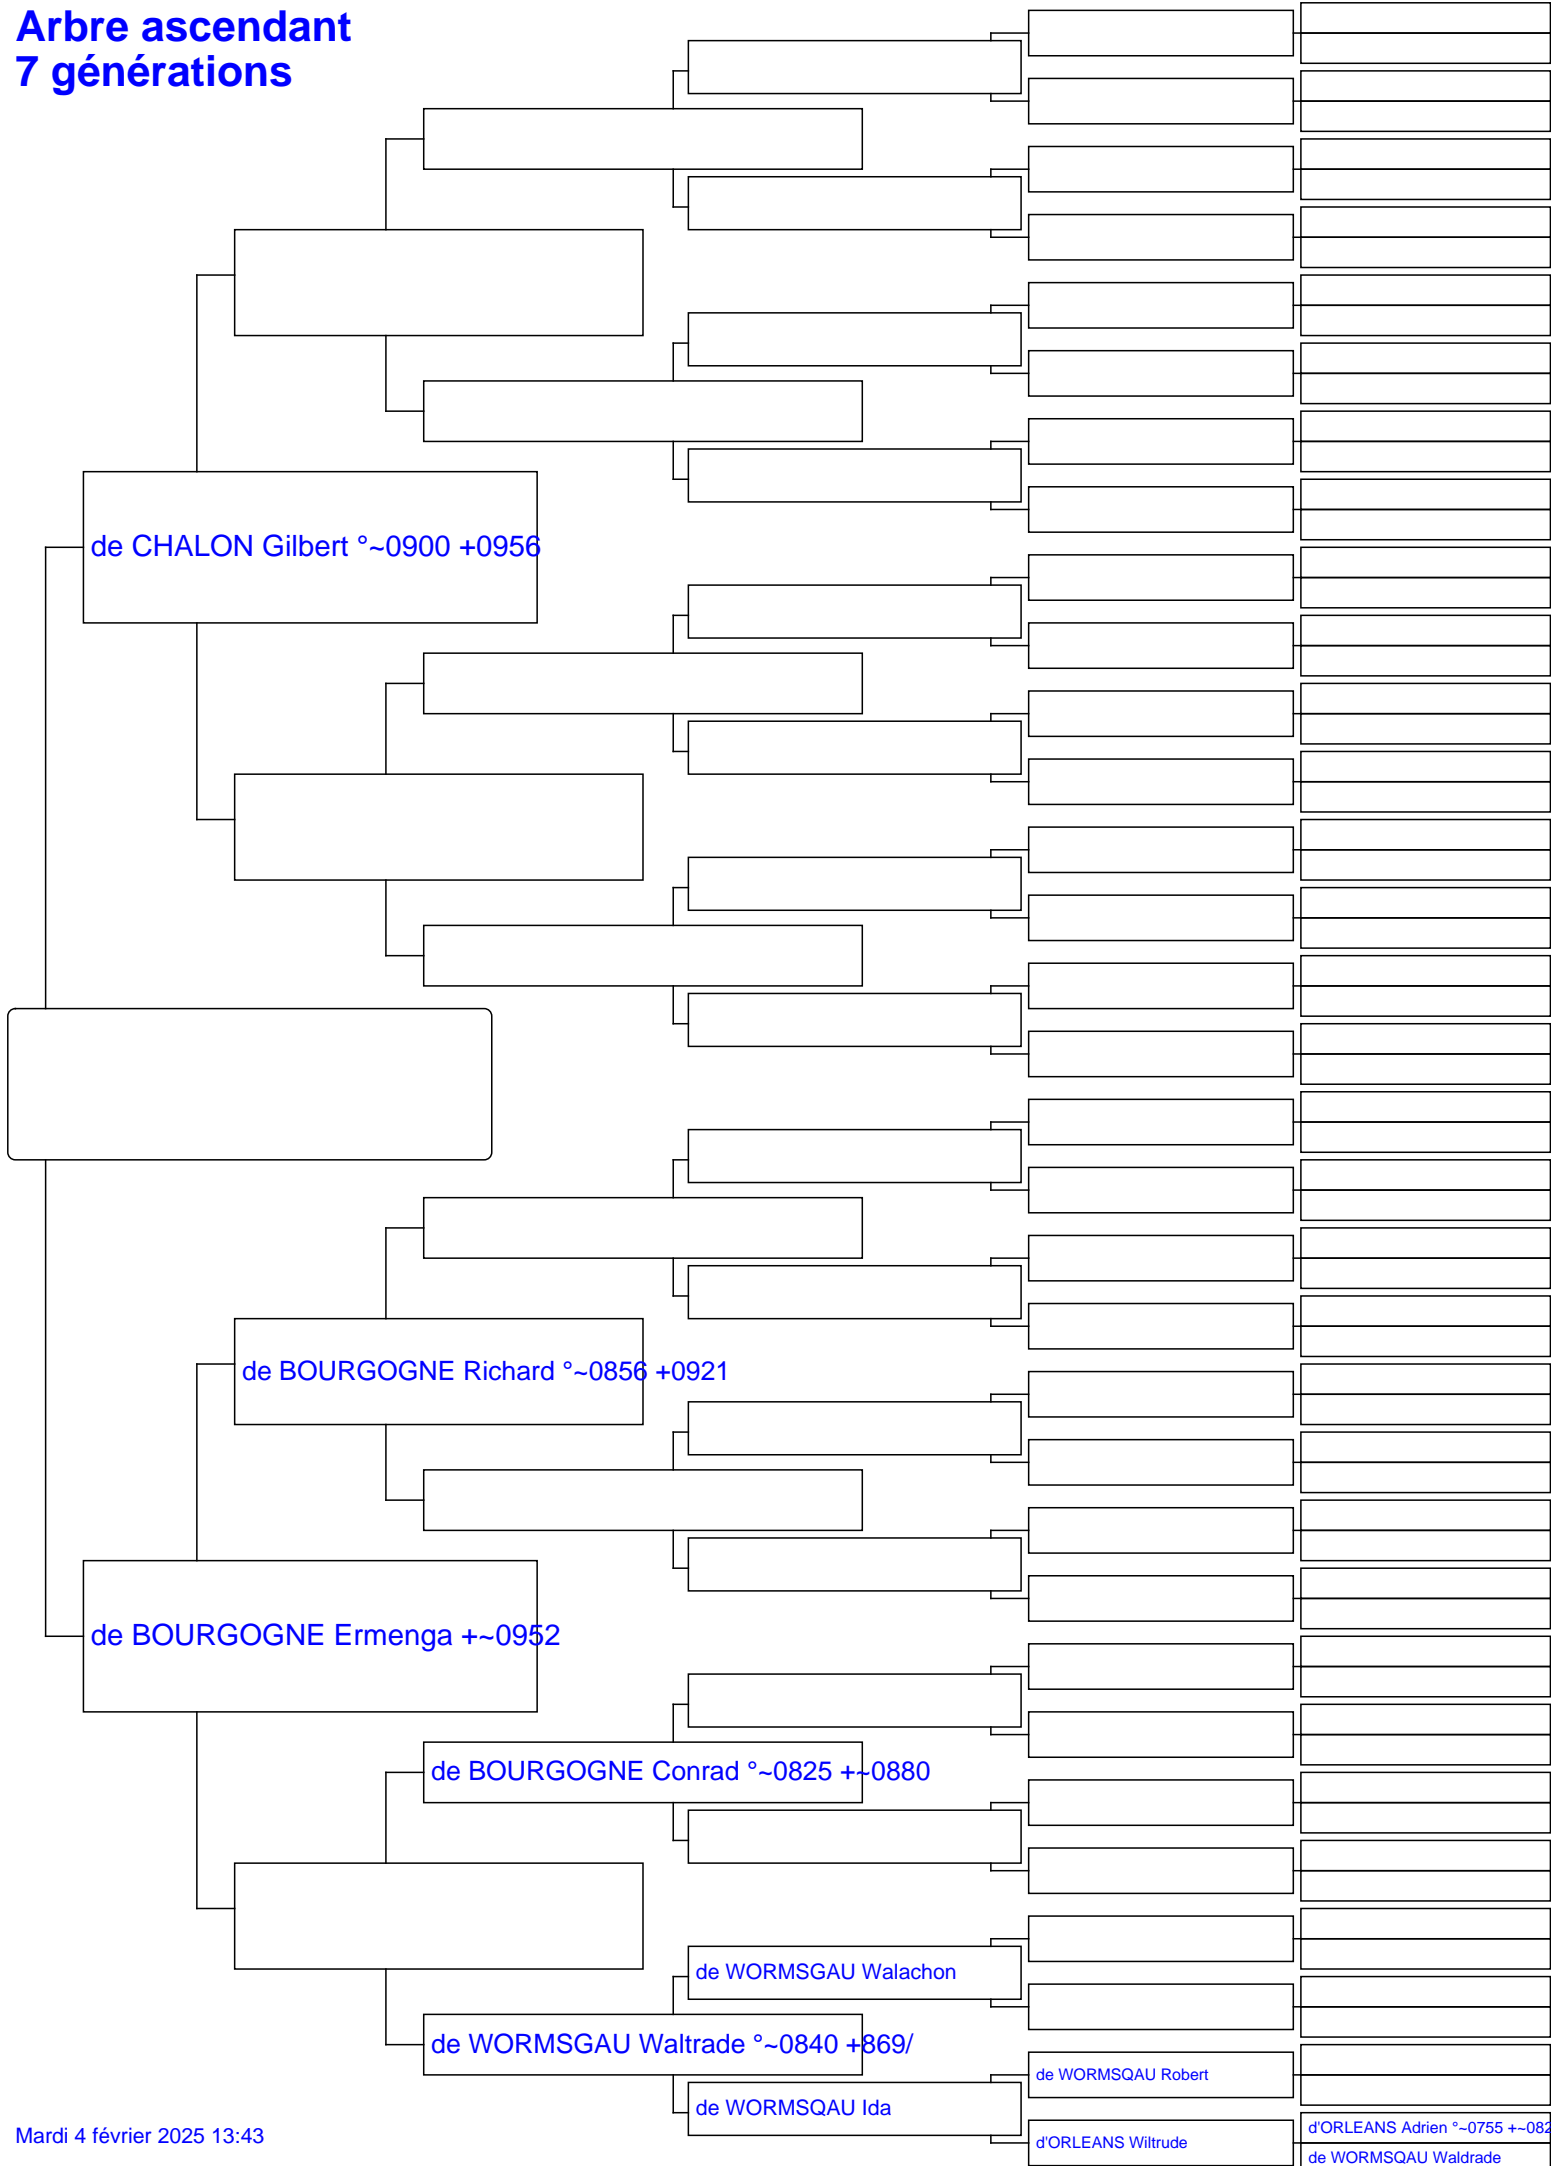 Arbre ascendant
7 générations
de CHALON Gilbert °~0900 +0956
de BOURGOGNE Richard °~0856 +0921
de BOURGOGNE Ermenga +~0952
de BOURGOGNE Conrad °~0825 +~0880
de WORMSGAU Walachon
de WORMSGAU Waltrade °~0840 +869/
de WORMSQAU Robert
de WORMSQAU Ida
d'ORLEANS Adrien °~0755 +~082
d'ORLEANS Wiltrude
de WORMSQAU Waldrade
Mardi 4 février 2025 13:43